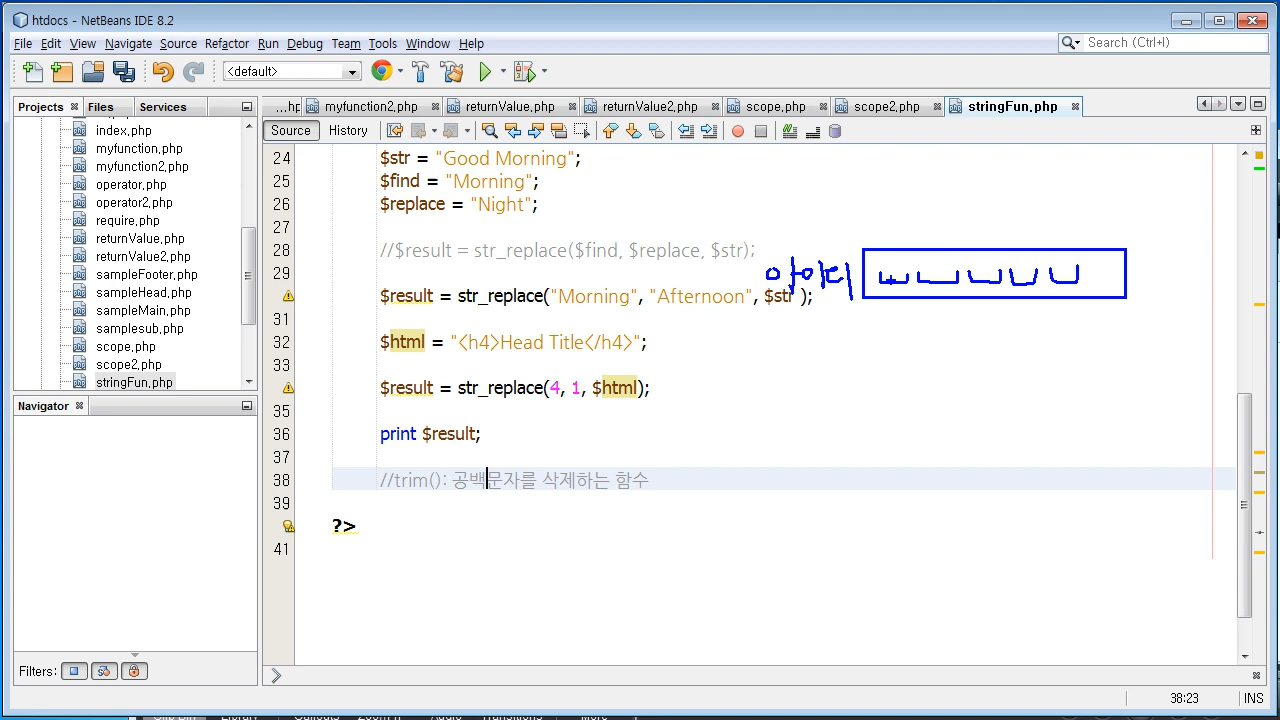 htdocs - NetBeans IDE 8.2
File Edit View Navigate Source Refactor Run Debug Team Tools Window Help
Search (Ctrl+I)
<default>
Projects Files Services
...hp myfunction2.php returnValue.php returnValue2.php scope.php scope2.php stringFun.php
Source History
index.php
myfunction.php
myfunction2.php
operator.php
operator2.php
require.php
returnValue.php
returnValue2.php
sampleFooter.php
sampleHead.php
sampleMain.php
samplesub.php
scope.php
scope2.php
stringFun.php
Navigator
Filters:
24 $str = "Good Morning";
25 $find = "Morning";
26 $replace = "Night";
27
28 //$result = str_replace($find, $replace, $str);
29
아이디
$result = str_replace("Morning", "Afternoon", $str );
31
32 $html = "<h4>Head Title</h4>";
33
$result = str_replace(4, 1, $html);
35
36 print $result;
37
38 //trim(): 공백문자를 삭제하는 함수
39
?>
41
38:23 INS